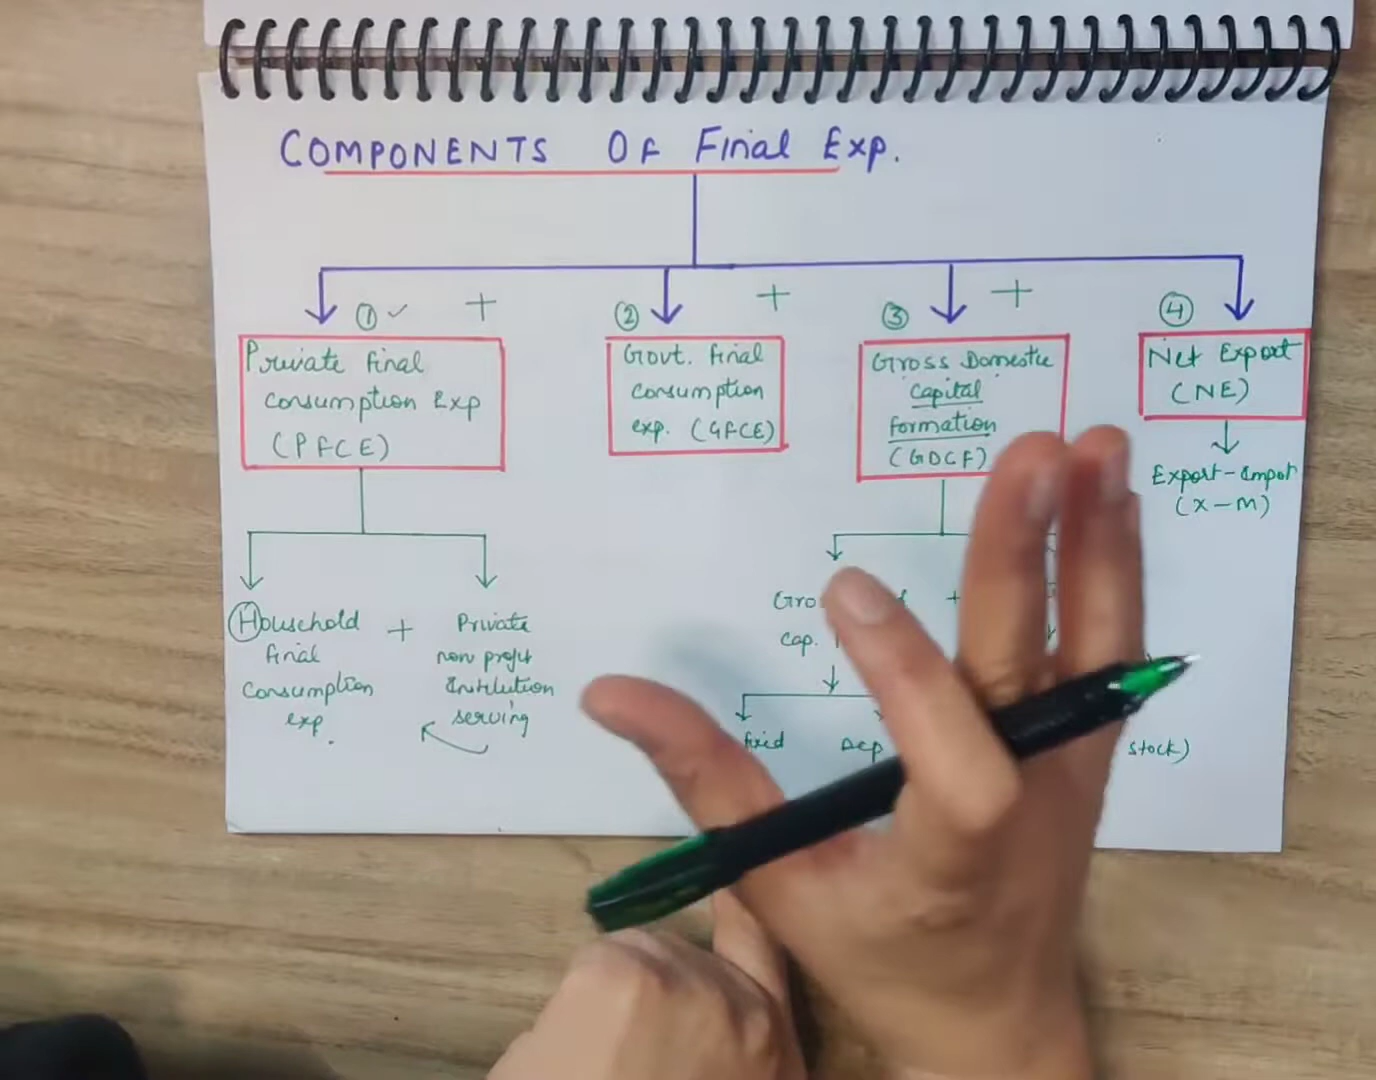 COMPONENTS OF Final Exp.
① ✓ +
Private final
consumption Exp
(PFCE)
② +
Govt. final
consumption
exp. (GFCE)
③ +
Gross Domestic
Capital
formation
(GDCF)
④
Net Export
(NE)
Export-Import
(X-M)
Household
final
consumption
exp.
+
Private
non profit
institution
serving
+
cap.
fixed
Dep
stock)